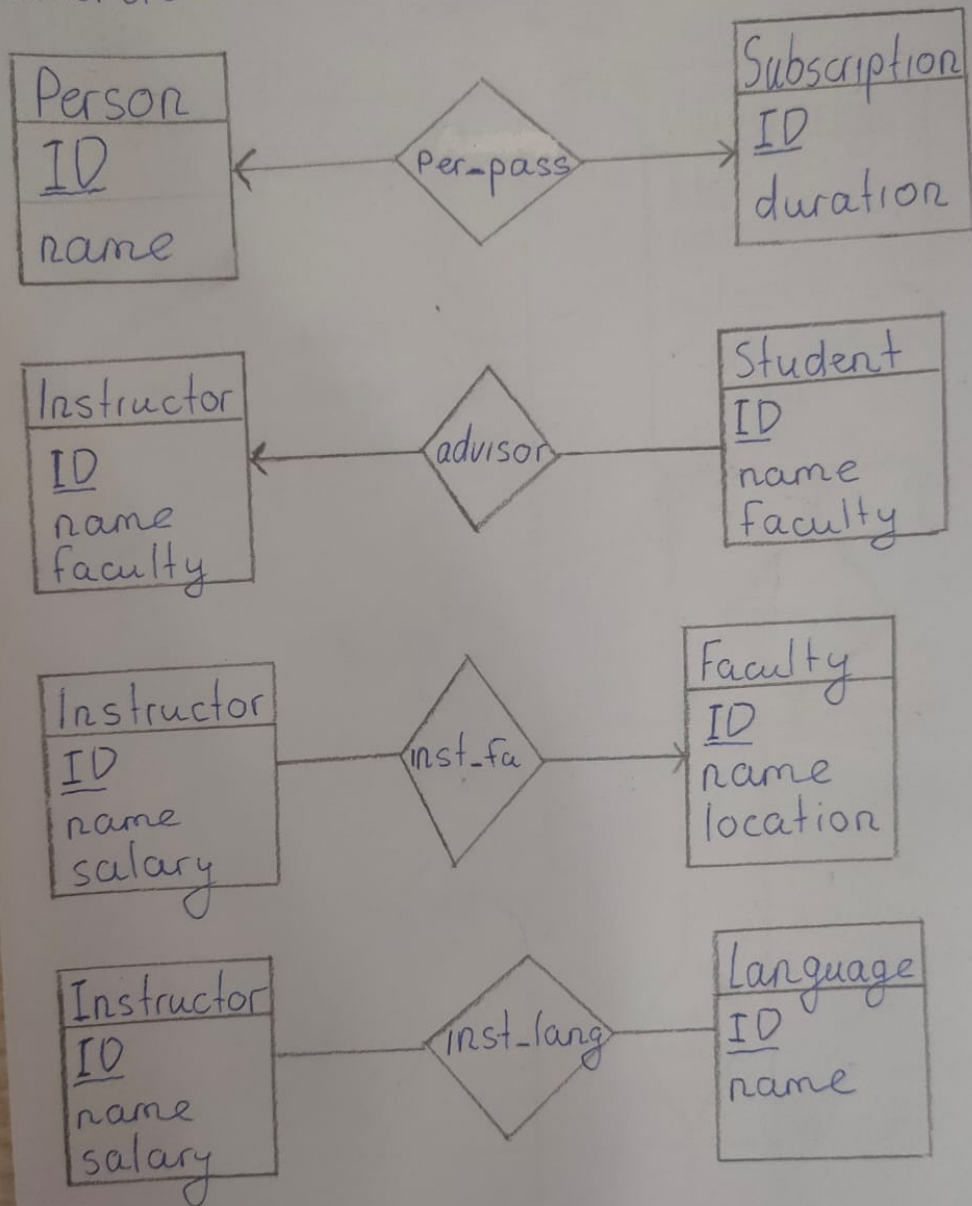 Person
ID
name
Per_pass
Subscription
ID
duration
Instructor
ID
name
faculty
advisor
Student
ID
name
faculty
Instructor
ID
name
salary
inst_fa
Faculty
ID
name
location
Instructor
ID
name
salary
inst_lang
Language
ID
name